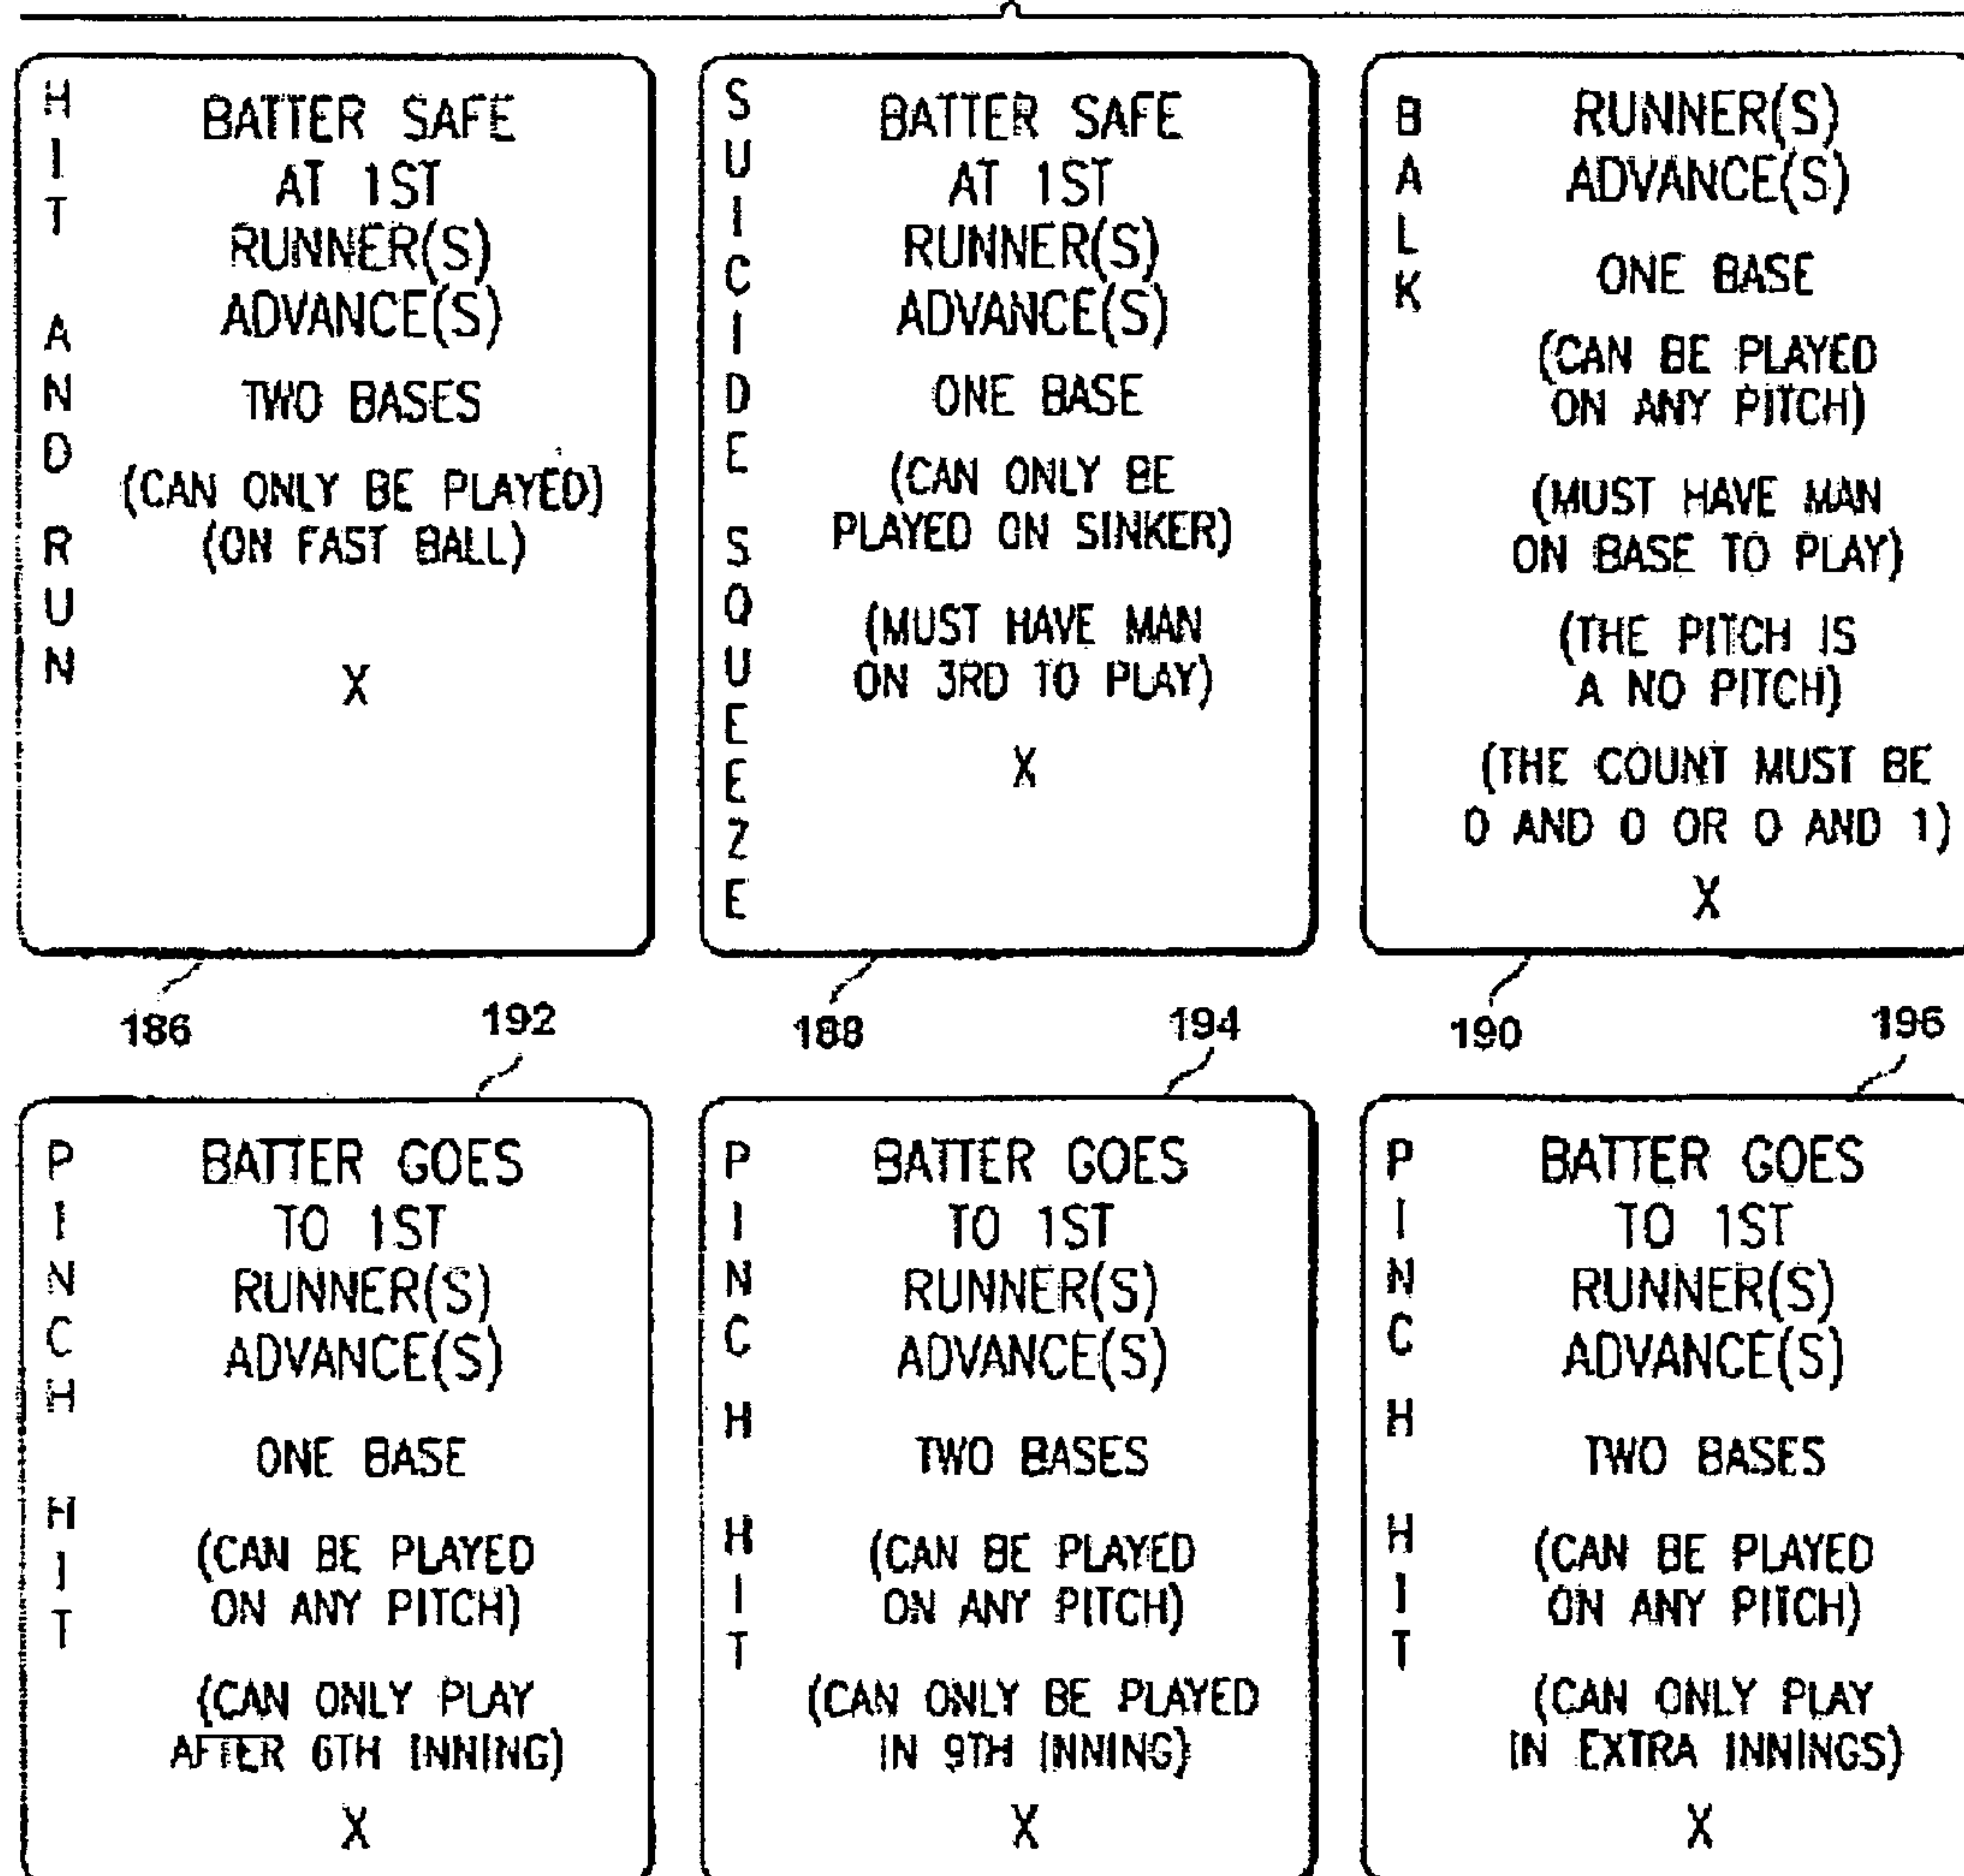 HIT AND RUN
BATTER SAFE
AT 1ST
RUNNER(S)
ADVANCE(S)
TWO BASES
(CAN ONLY BE PLAYED)
(ON FAST BALL)
X
186
SUICIDE SQUEEZE
BATTER SAFE
AT 1ST
RUNNER(S)
ADVANCE(S)
ONE BASE
(CAN ONLY BE
PLAYED ON SINKER)
(MUST HAVE MAN
ON 3RD TO PLAY)
X
188
BALK
RUNNER(S)
ADVANCE(S)
ONE BASE
(CAN BE PLAYED
ON ANY PITCH)
(MUST HAVE MAN
ON BASE TO PLAY)
(THE PITCH IS
A NO PITCH)
(THE COUNT MUST BE
0 AND 0 OR 0 AND 1)
X
190
192
PINCH HIT
BATTER GOES
TO 1ST
RUNNER(S)
ADVANCE(S)
ONE BASE
(CAN BE PLAYED
ON ANY PITCH)
(CAN ONLY PLAY
AFTER 6TH INNING)
X
194
PINCH HIT
BATTER GOES
TO 1ST
RUNNER(S)
ADVANCE(S)
TWO BASES
(CAN BE PLAYED
ON ANY PITCH)
(CAN ONLY BE PLAYED
IN 9TH INNING)
X
196
PINCH HIT
BATTER GOES
TO 1ST
RUNNER(S)
ADVANCE(S)
TWO BASES
(CAN BE PLAYED
ON ANY PITCH)
(CAN ONLY PLAY
IN EXTRA INNINGS)
X